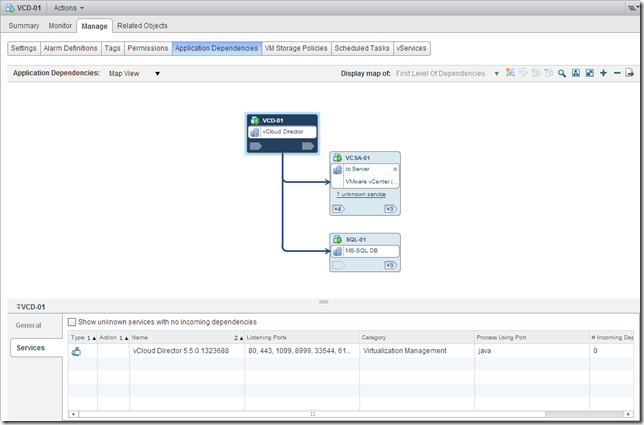 VCD-01 Actions
Summary Monitor Manage Related Objects
Settings Alarm Definitions Tags Permissions Application Dependencies VM Storage Policies Scheduled Tasks vServices
Application Dependencies: Map View Display map of: First Level Of Dependencies
VCD-01
vCloud Director
VCSA-01
tc Server
VMware vCenter (...
1 unknown service
+4 +3
SQL-01
MS-SQL DB
+3
VCD-01
General
Services
Show unknown services with no incoming dependencies
Type 1 Action 1 Name 2 Listening Ports Category Process Using Port # Incoming Dep
vCloud Director 5.5.0.1323688 80, 443, 1099, 8999, 33544, 61... Virtualization Management java 0